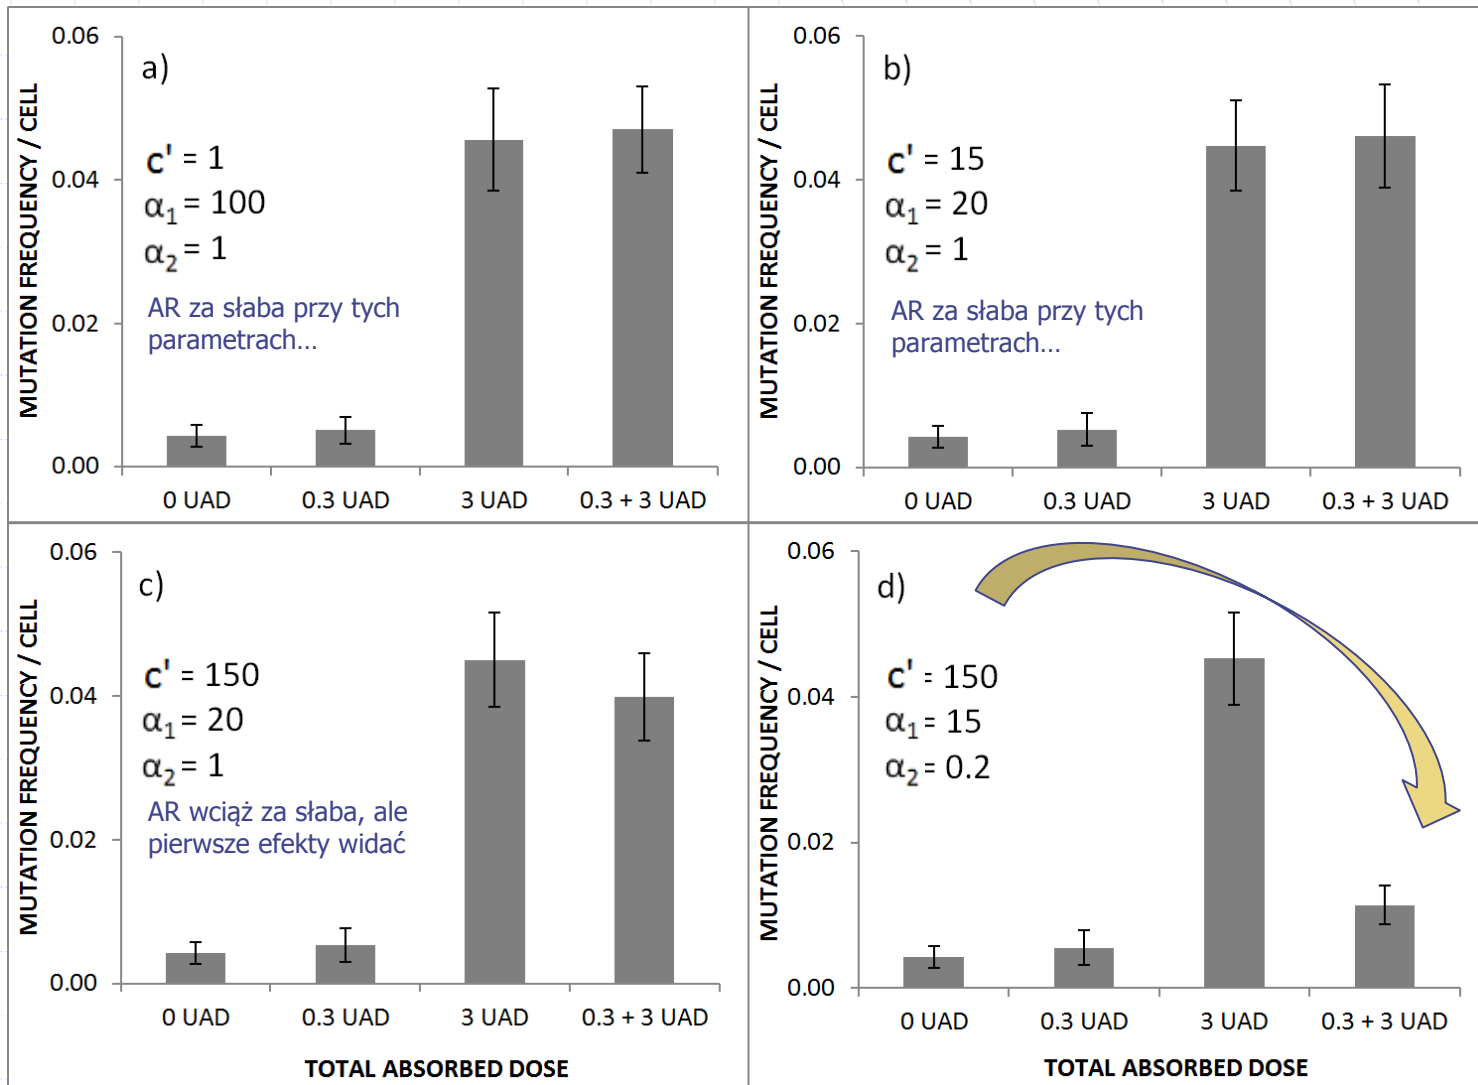 a)
MUTATION FREQUENCY / CELL
0.06
0.04
0.02
0.00
c' = 1
α₁ = 100
α₂ = 1
AR za słaba przy tych
parametrach...
0 UAD
0.3 UAD
3 UAD
0.3 + 3 UAD
b)
MUTATION FREQUENCY / CELL
0.06
0.04
0.02
0.00
c' = 15
α₁ = 20
α₂ = 1
AR za słaba przy tych
parametrach...
0 UAD
0.3 UAD
3 UAD
0.3 + 3 UAD
c)
MUTATION FREQUENCY / CELL
0.06
0.04
0.02
0.00
c' = 150
α₁ = 20
α₂ = 1
AR wciąż za słaba, ale
pierwsze efekty widać
0 UAD
0.3 UAD
3 UAD
0.3 + 3 UAD
TOTAL ABSORBED DOSE
d)
MUTATION FREQUENCY / CELL
0.06
0.04
0.02
0.00
c' = 150
α₁ = 15
α₂ = 0.2
0 UAD
0.3 UAD
3 UAD
0.3 + 3 UAD
TOTAL ABSORBED DOSE